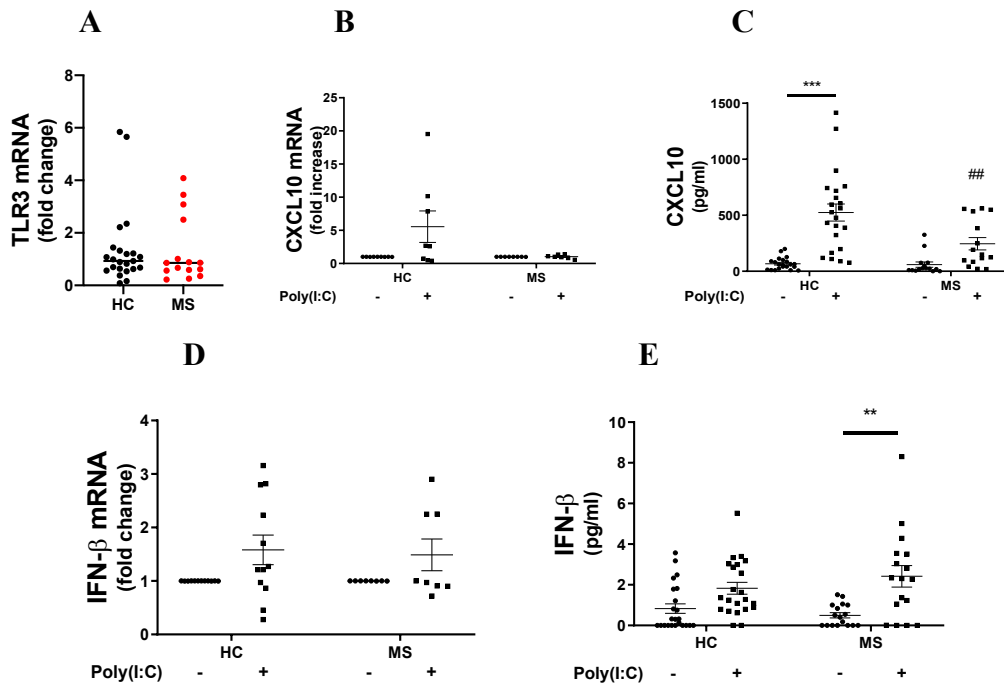 A
TLR3 mRNA
(fold change)
8
6
4
2
0
HC MS
B
CXCL10 mRNA
(fold increase)
25
20
15
10
5
0
HC MS
Poly(I:C) - + - +
C
CXCL10
(pg/ml)
1500
1000
500
0
***
##
HC MS
Poly(I:C) - + - +
D
IFN-β mRNA
(fold change)
4
3
2
1
0
HC MS
Poly(I:C) - + - +
E
IFN-β
(pg/ml)
10
8
6
4
2
0
**
HC MS
Poly(I:C) - + - +